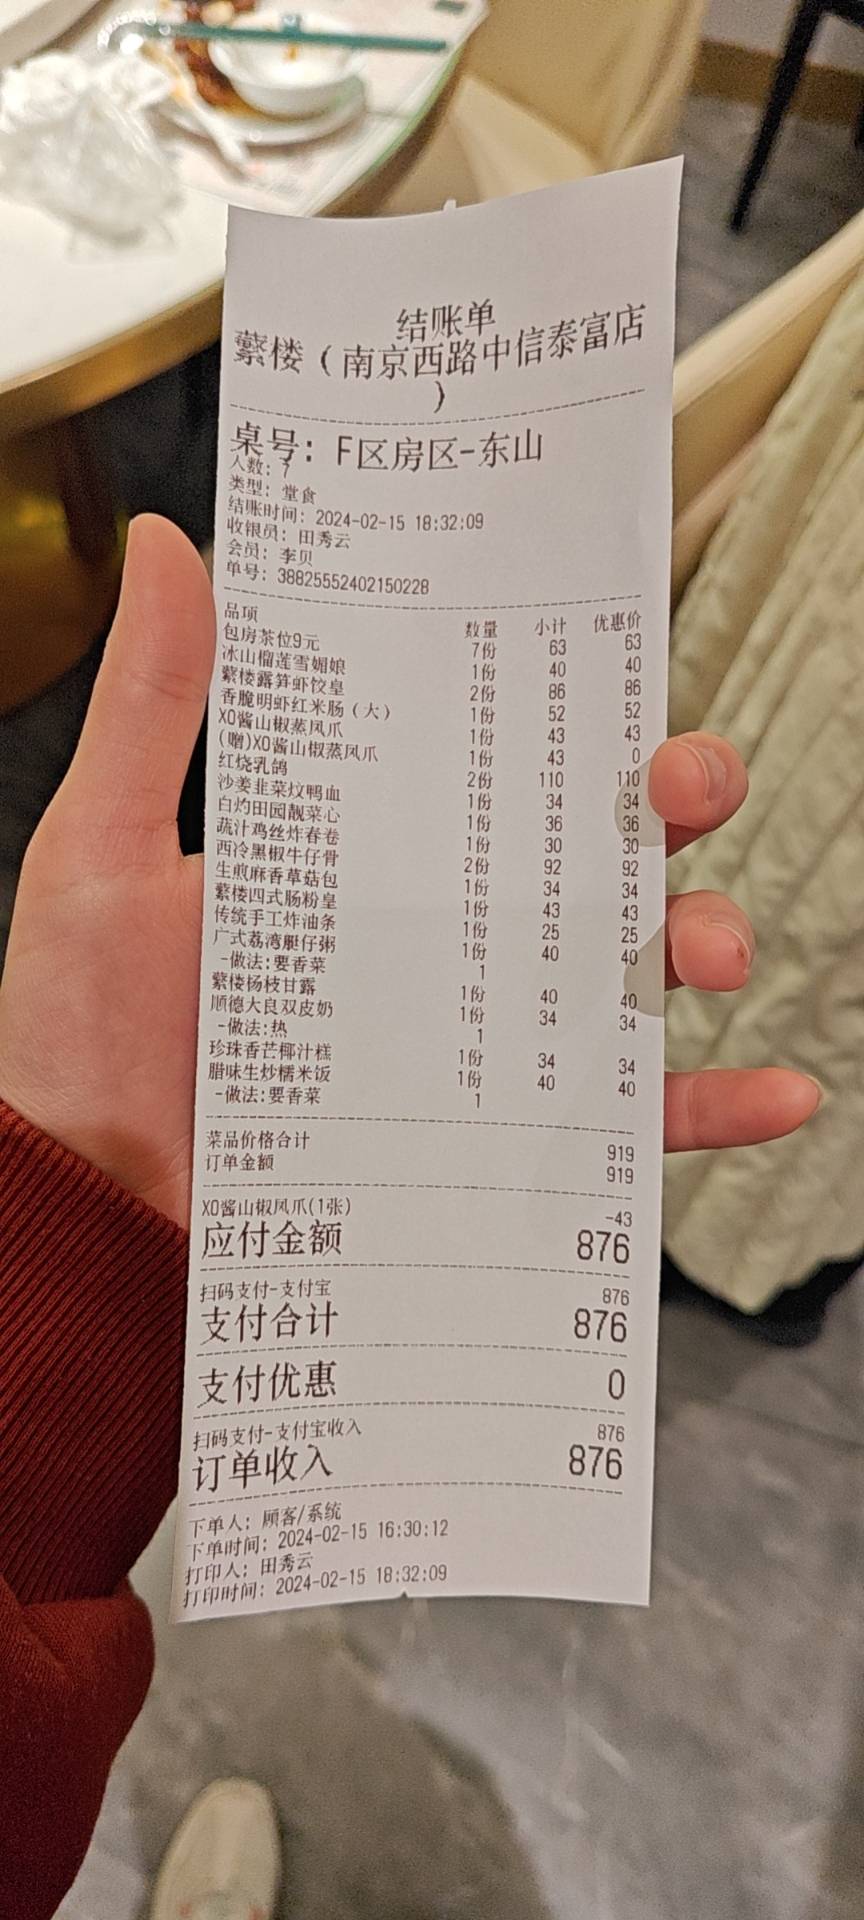 结账单
蘩楼（南京西路中信泰富店
）
桌号: F区房区-东山
人数: 7
类型: 堂食
结账时间: 2024-02-15 18:32:09
收银员: 田秀云
会员: 李贝
单号: 38825552402150228
品项 数量 小计 优惠价
包房茶位9元 7份 63 63
冰山榴莲雪媚娘 1份 40 40
蘩楼露笋虾饺皇 2份 86 86
香脆明虾红米肠（大） 1份 52 52
XO酱山椒蒸凤爪 1份 43 43
(赠)XO酱山椒蒸凤爪 1份 43 0
红烧乳鸽 2份 110 110
沙姜韭菜炆鸭血 1份 34 34
白灼田园靓菜心 1份 36 36
蔬汁鸡丝炸春卷 1份 30 30
西冷黑椒牛仔骨 2份 92 92
生煎麻香草菇包 1份 34 34
蘩楼四式肠粉皇 1份 43 43
传统手工炸油条 1份 25 25
广式荔湾艇仔粥 1份 40 40
-做法:要香菜 1
蘩楼杨枝甘露 1份 40 40
顺德大良双皮奶 1份 34 34
-做法:热 1
珍珠香芒椰汁糕 1份 34 34
腊味生炒糯米饭 1份 40 40
-做法:要香菜 1
菜品价格合计 919
订单金额 919
XO酱山椒凤爪(1张) -43
应付金额 876
扫码支付-支付宝 876
支付合计 876
支付优惠 0
扫码支付-支付宝收入 876
订单收入 876
下单人: 顾客/系统
下单时间: 2024-02-15 16:30:12
打印人: 田秀云
打印时间: 2024-02-15 18:32:09